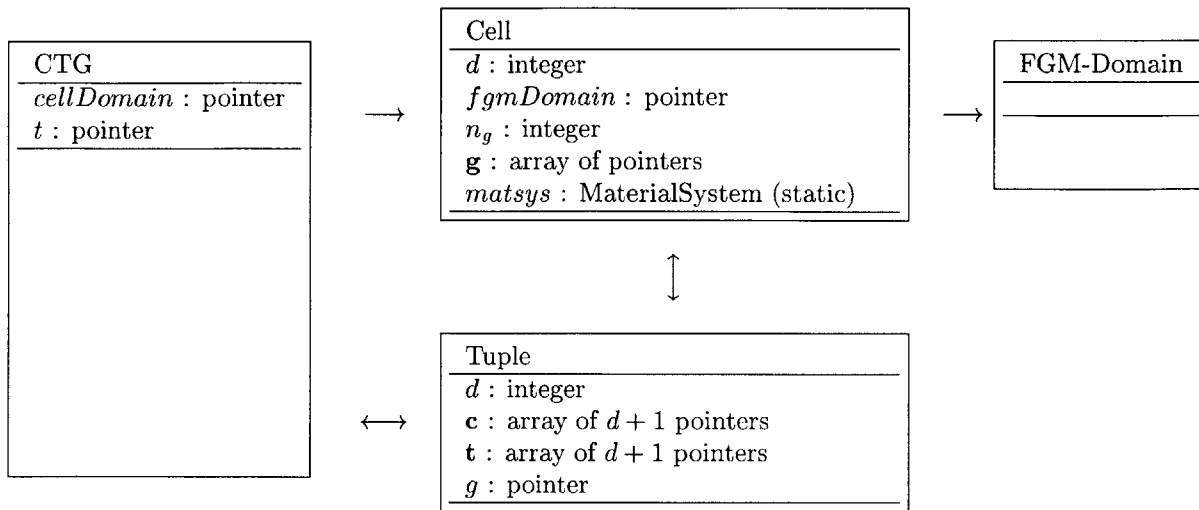 CTG
cellDomain : pointer
t : pointer
Cell
d : integer
fgmDomain : pointer
n_g : integer
g : array of pointers
matsys : MaterialSystem (static)
FGM-Domain
Tuple
d : integer
c : array of d + 1 pointers
t : array of d + 1 pointers
g : pointer